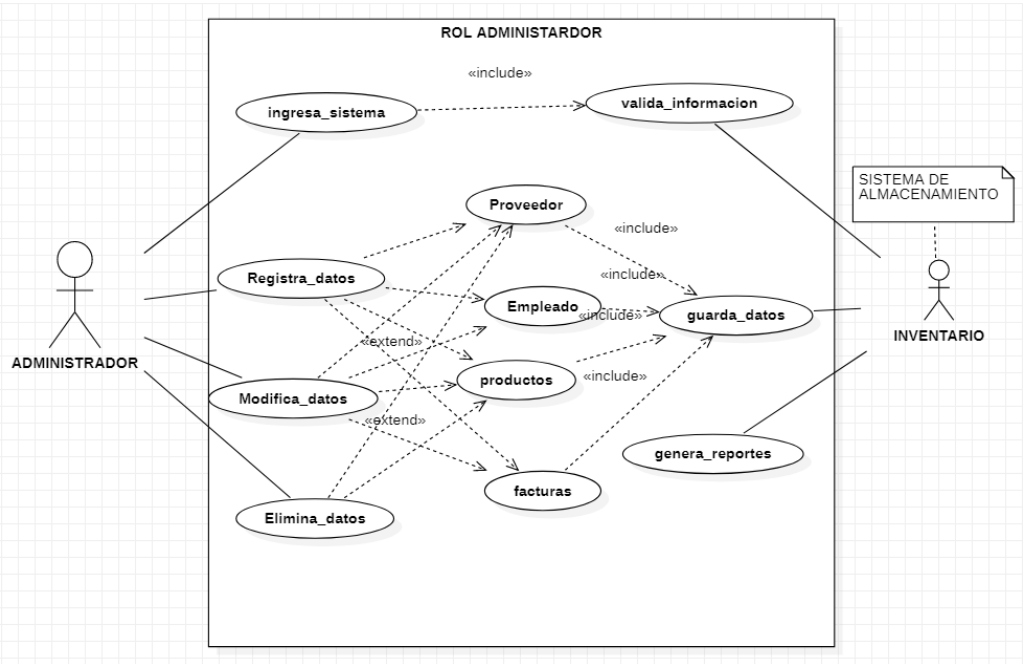 ROL ADMINISTARDOR
«include»
ingresa_sistema
valida_informacion
SISTEMA DE
ALMACENAMIENTO
Proveedor
«include»
Registra_datos
«include»
Empleado
«include»
guarda_datos
INVENTARIO
«extend»
ADMINISTRADOR
productos
«include»
Modifica_datos
«extend»
genera_reportes
facturas
Elimina_datos